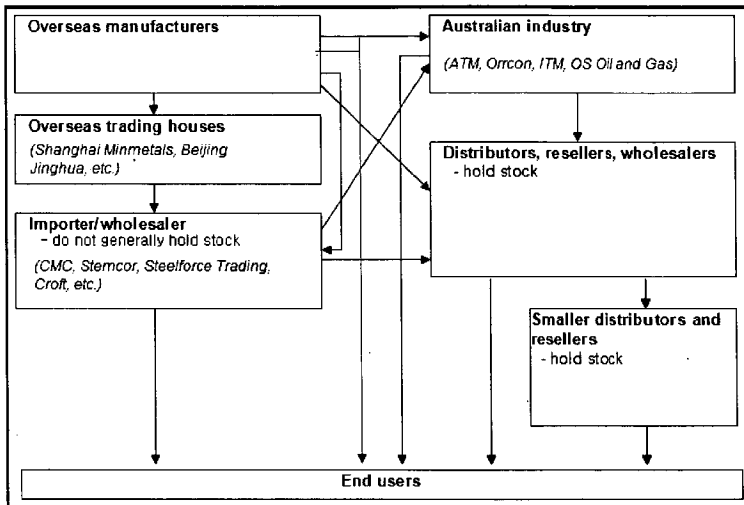 Overseas manufacturers
Overseas trading houses
(Shanghai Minmetals, Beijing
Jinghua, etc.)
Importer/wholesaler
- do not generally hold stock
(CMC, Stemcor, Steelforce Trading,
Croft, etc.)
Australian industry
(ATM, Orrcon, ITM, OS Oil and Gas)
Distributors, resellers, wholesalers
- hold stock
Smaller distributors and
resellers
- hold stock
End users